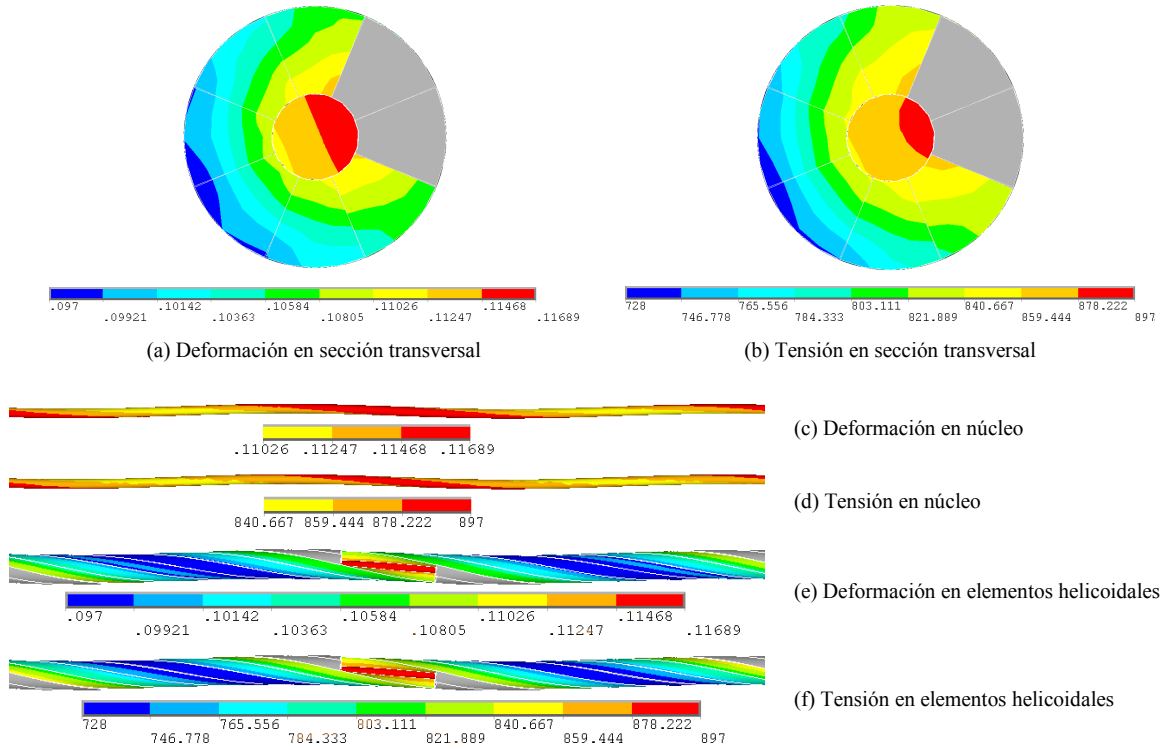 .097 .10142 .10584 .11026 .11468
.09921 .10363 .10805 .11247 .11689
(a) Deformación en sección transversal
728 765.556 803.111 840.667 878.222
746.778 784.333 821.889 859.444 897
(b) Tensión en sección transversal
.11026 .11247 .11468 .11689
(c) Deformación en núcleo
840.667 859.444 878.222 897
(d) Tensión en núcleo
.097 .10142 .10584 .11026 .11468
.09921 .10363 .10805 .11247 .11689
(e) Deformación en elementos helicoidales
728 765.556 803.111 840.667 878.222
746.778 784.333 821.889 859.444 897
(f) Tensión en elementos helicoidales